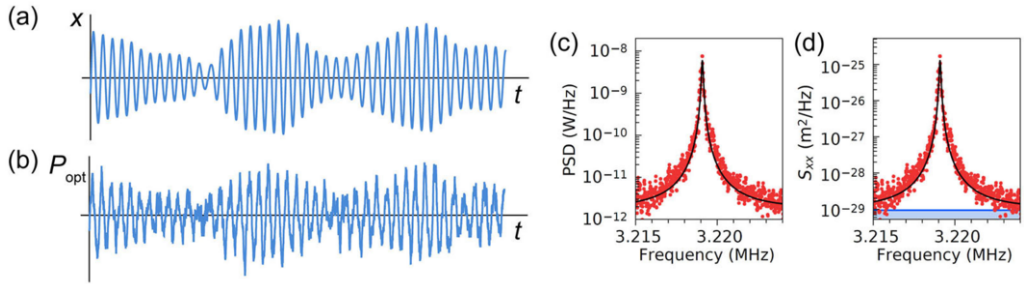 (a)
x
t
(b)
P_opt
t
(c)
10⁻⁸
10⁻⁹
10⁻¹⁰
10⁻¹¹
10⁻¹²
PSD (W/Hz)
3.215 3.220
Frequency (MHz)
(d)
10⁻²⁵
10⁻²⁶
10⁻²⁷
10⁻²⁸
10⁻²⁹
S_xx (m²/Hz)
3.215 3.220
Frequency (MHz)